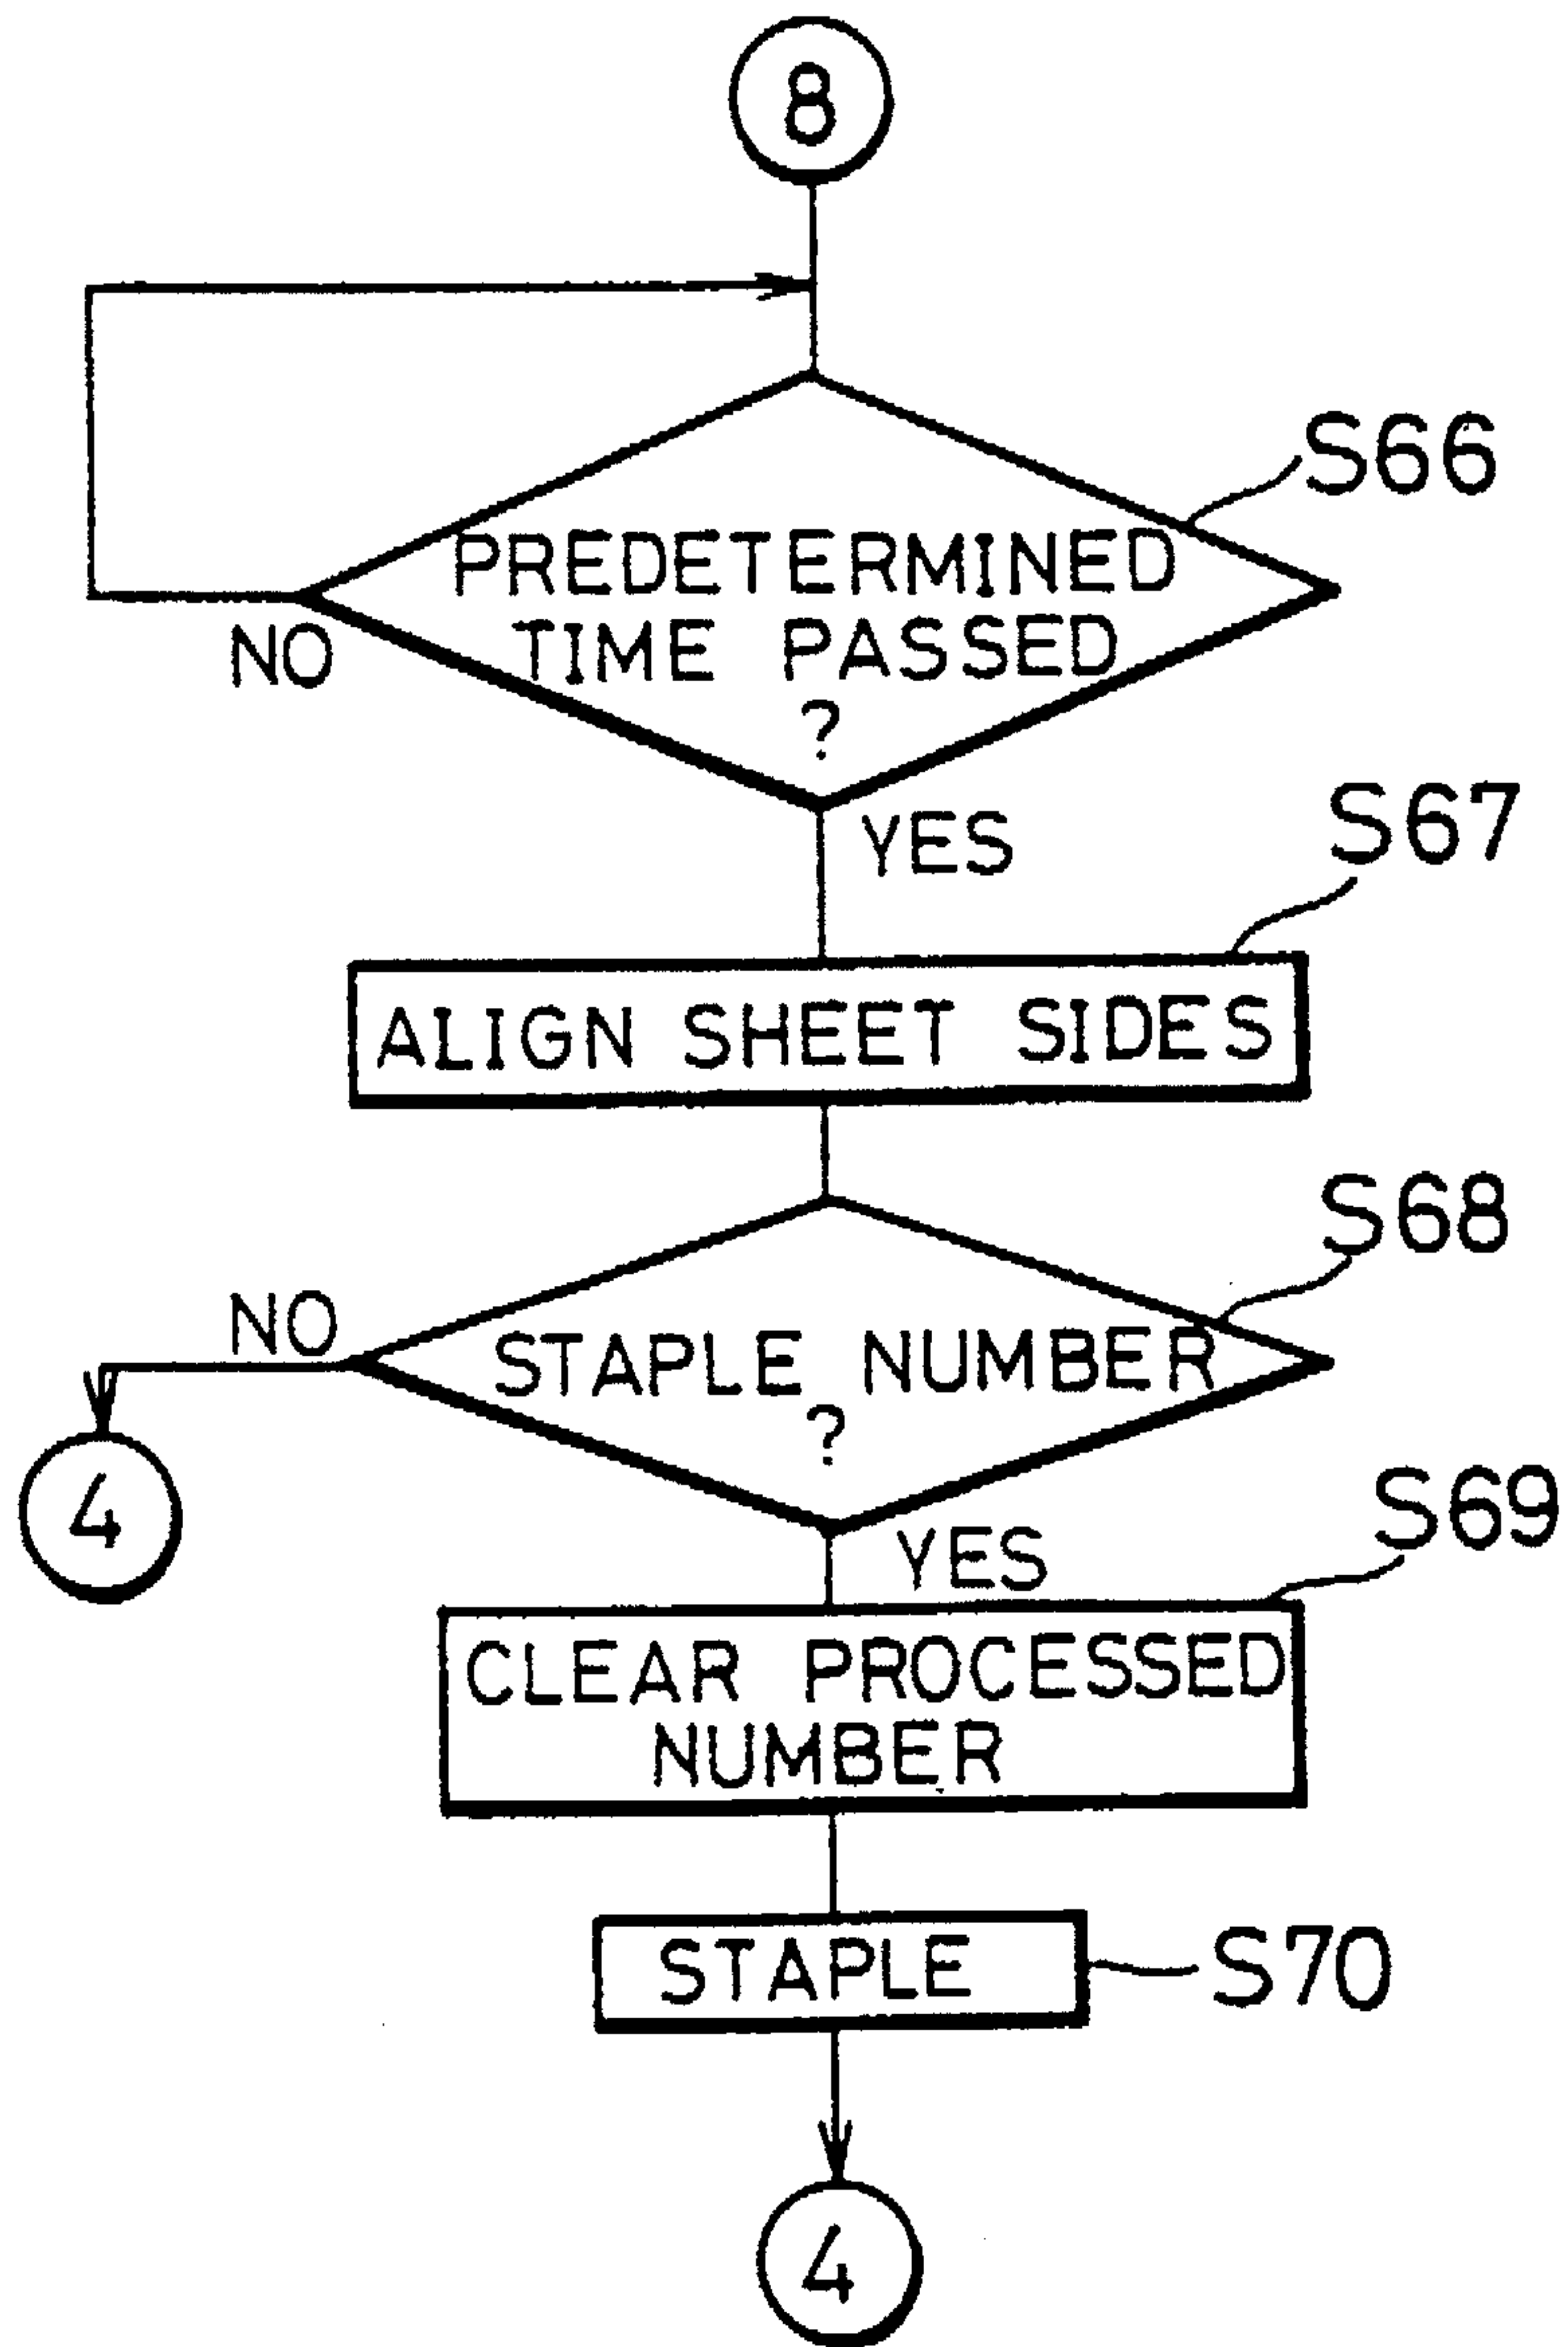 8
S66
PREDETERMINED
TIME PASSED
?
NO
YES
S67
ALIGN SHEET SIDES
S68
NO
STAPLE NUMBER
?
4
YES
S69
CLEAR PROCESSED
NUMBER
STAPLE
S70
4